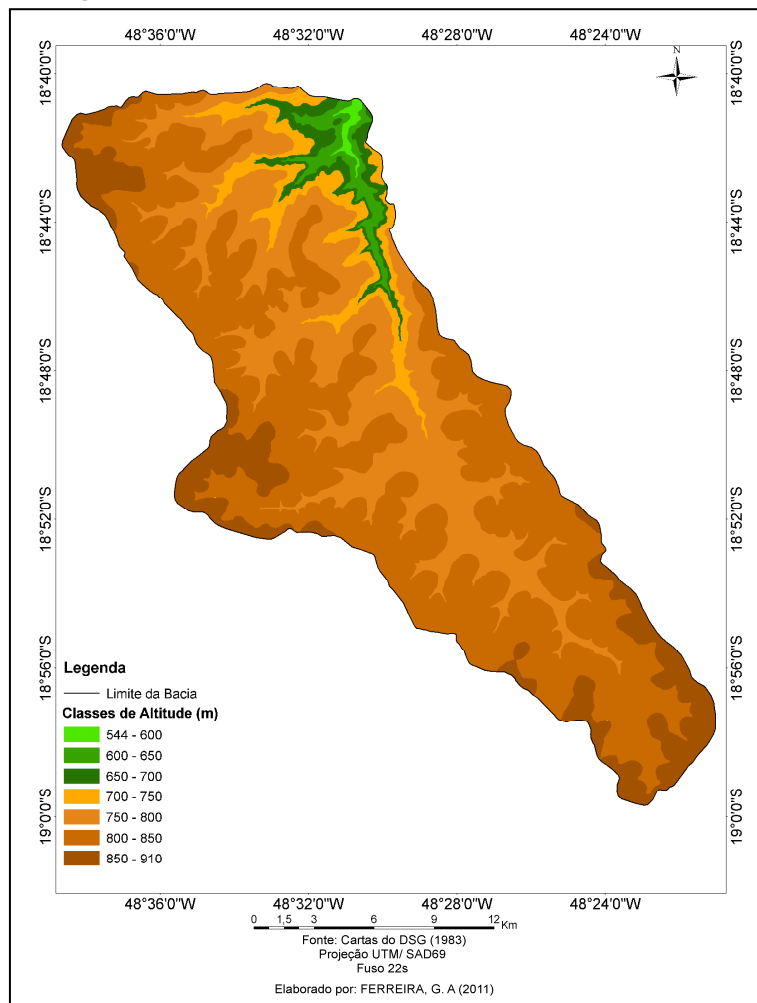 48°36'0"W 48°32'0"W 48°28'0"W 48°24'0"W
N
18°40'0"S 18°40'0"S
18°44'0"S 18°44'0"S
18°48'0"S 18°48'0"S
18°52'0"S 18°52'0"S
18°56'0"S 18°56'0"S
19°0'0"S 19°0'0"S
Legenda
Limite da Bacia
Classes de Altitude (m)
544 - 600
600 - 650
650 - 700
700 - 750
750 - 800
800 - 850
850 - 910
48°36'0"W 48°32'0"W 48°28'0"W 48°24'0"W
0 1,5 3 6 9 12 Km
Fonte: Cartas do DSG (1983)
Projeção UTM/ SAD69
Fuso 22s
Elaborado por: FERREIRA, G. A (2011)